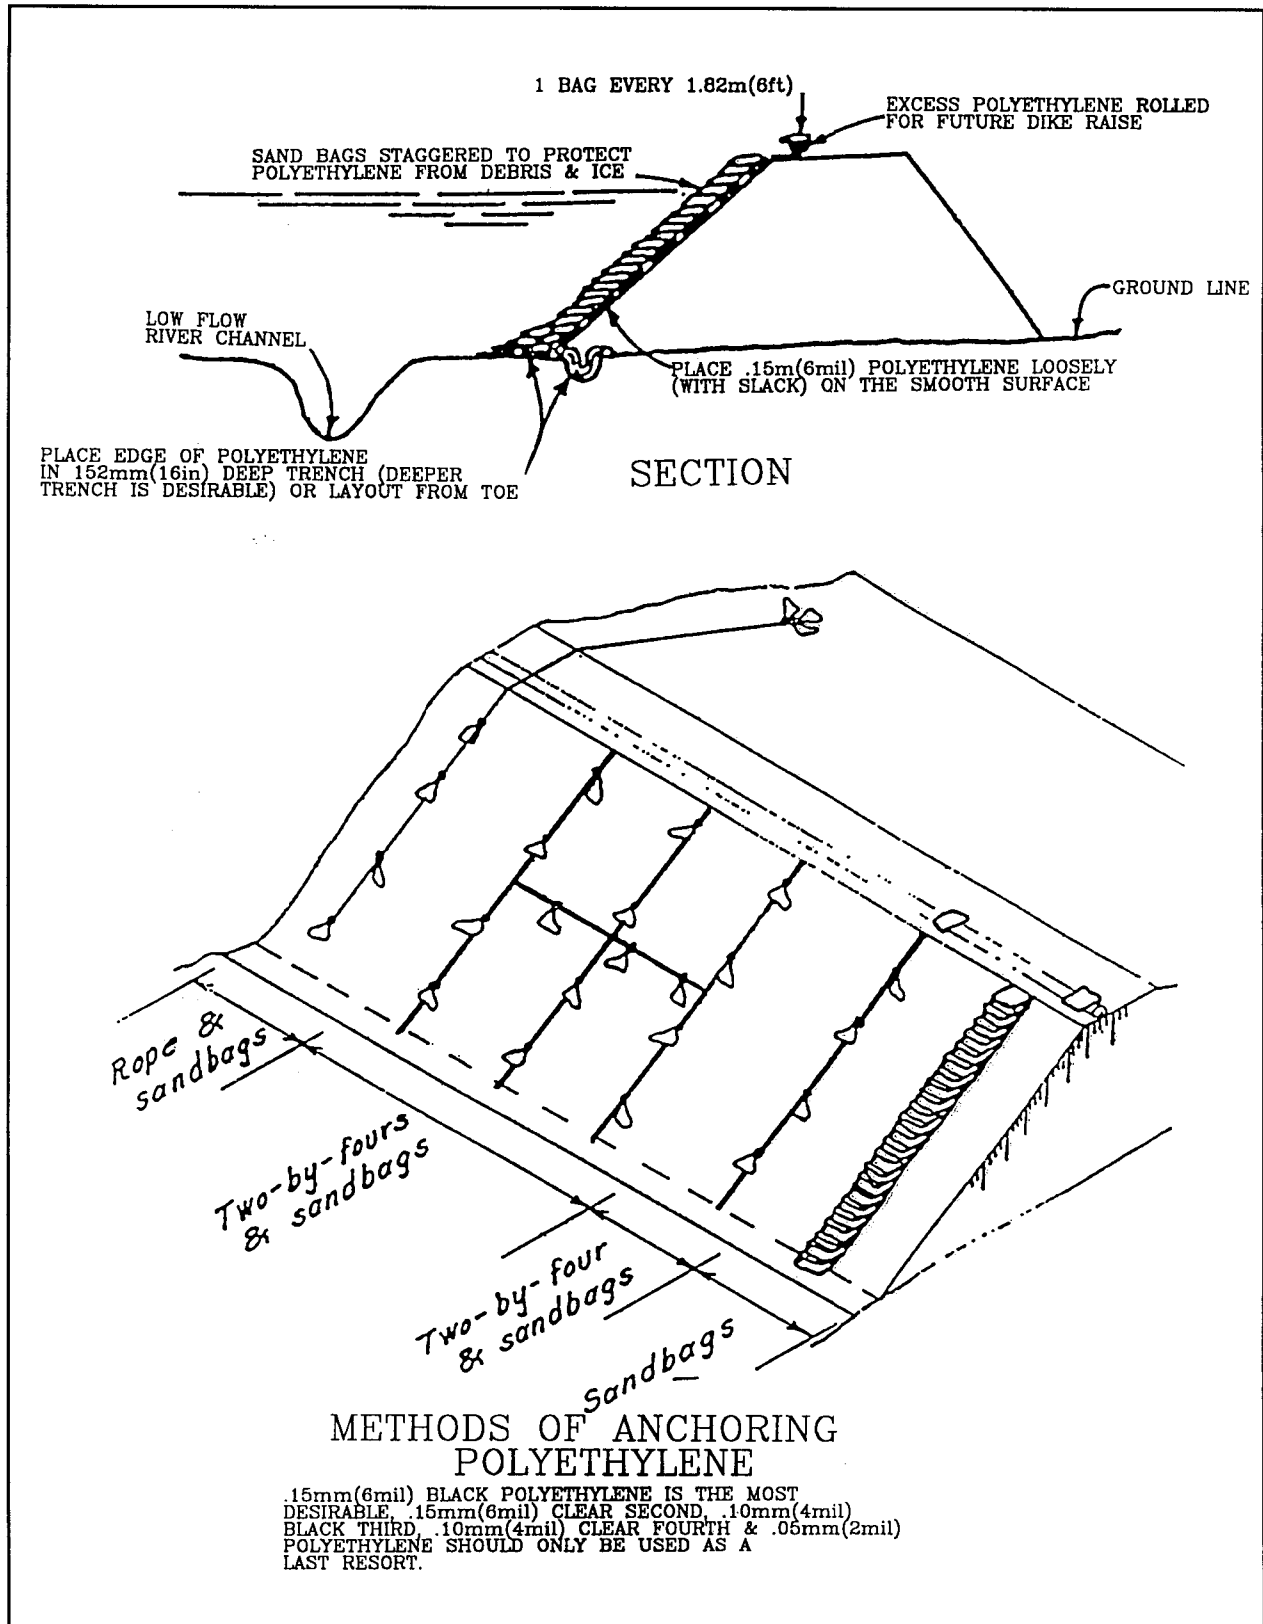 1 BAG EVERY 1.82m(6ft)
EXCESS POLYETHYLENE ROLLED
FOR FUTURE DIKE RAISE
SAND BAGS STAGGERED TO PROTECT
POLYETHYLENE FROM DEBRIS & ICE
GROUND LINE
LOW FLOW
RIVER CHANNEL
PLACE .15m(6mil) POLYETHYLENE LOOSELY
(WITH SLACK) ON THE SMOOTH SURFACE
PLACE EDGE OF POLYETHYLENE
IN 152mm(16in) DEEP TRENCH (DEEPER
TRENCH IS DESIRABLE) OR LAYOUT FROM TOE
SECTION
Rope &
sandbags
Two-by-fours
& sandbags
Two-by-four
& sandbags
Sandbags
METHODS OF ANCHORING
POLYETHYLENE
.15mm(6mil) BLACK POLYETHYLENE IS THE MOST
DESIRABLE, .15mm(6mil) CLEAR SECOND, .10mm(4mil)
BLACK THIRD, .10mm(4mil) CLEAR FOURTH & .05mm(2mil)
POLYETHYLENE SHOULD ONLY BE USED AS A
LAST RESORT.